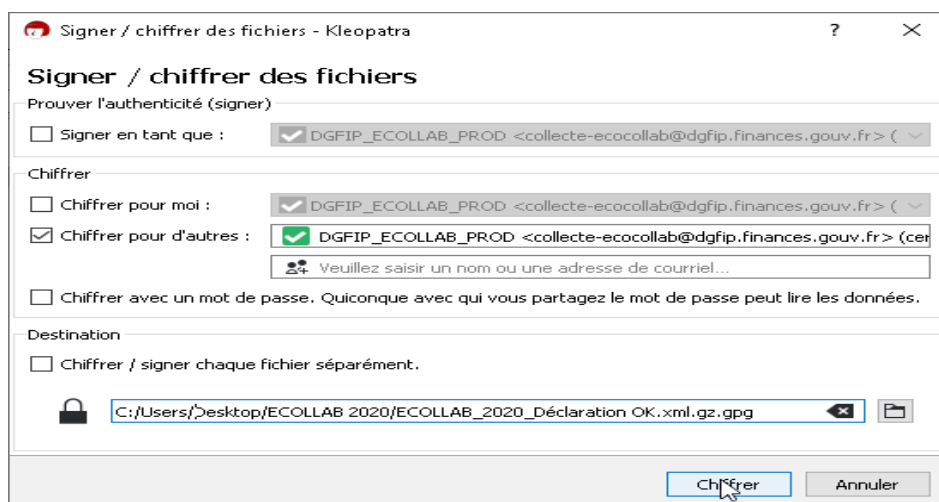 Signer / chiffrer des fichiers - Kleopatra
Signer / chiffrer des fichiers
Prouver l'authenticité (signer)
Signer en tant que :
DGFIP_ECOLLAB_PROD <collecte-ecocollab@dgfip.finances.gouv.fr> (
Chiffrer
Chiffrer pour moi :
DGFIP_ECOLLAB_PROD <collecte-ecocollab@dgfip.finances.gouv.fr> (
Chiffrer pour d'autres :
DGFIP_ECOLLAB_PROD <collecte-ecocollab@dgfip.finances.gouv.fr> (cer
Veuillez saisir un nom ou une adresse de courriel...
Chiffrer avec un mot de passe. Quiconque avec qui vous partagez le mot de passe peut lire les données.
Destination
Chiffrer / signer chaque fichier séparément.
C:/Users/Desktop/ECOLLAB 2020/ECOLLAB_2020_Déclaration OK.xml.gz.gpg
Chiffrer Annuler